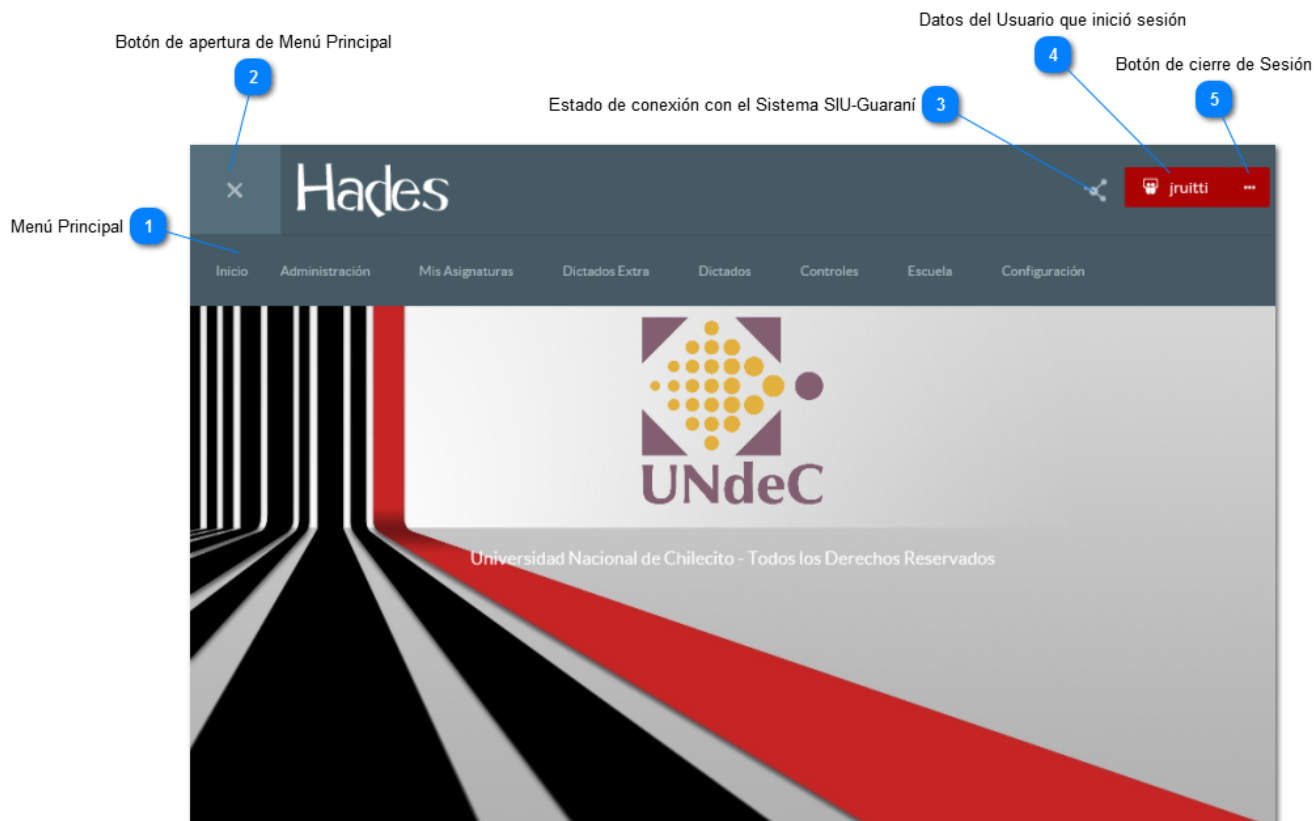 Datos del Usuario que inició sesión
4
Botón de apertura de Menú Principal
2
Botón de cierre de Sesión
5
Estado de conexión con el Sistema SIU-Guaraní 3
Hades
jruitti
Menú Principal 1
Inicio Administración Mis Asignaturas Dictados Extra Dictados Controles Escuela Configuración
UNdeC
Universidad Nacional de Chilecito - Todos los Derechos Reservados